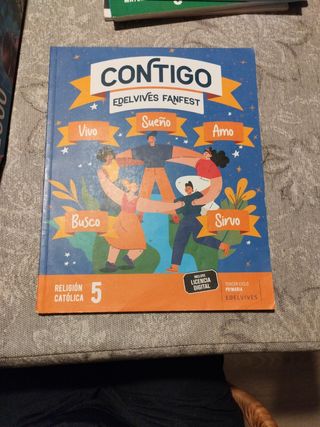 CONTIGO
EDELVIVES FANFEST
Vivo
Sueño
Amo
Busco
Sirvo
RELIGIÓN
CATÓLICA 5
INCLUYE
LICENCIA
DIGITAL
TERCER CICLO
PRIMARIA
EDELVIVES